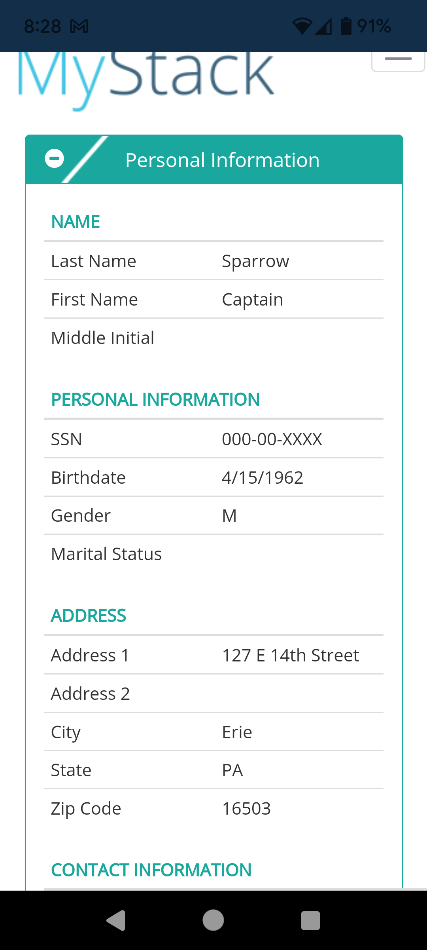 8:28
91%
MyStack
Personal Information
NAME
Last Name Sparrow
First Name Captain
Middle Initial
PERSONAL INFORMATION
SSN 000-00-XXXX
Birthdate 4/15/1962
Gender M
Marital Status
ADDRESS
Address 1 127 E 14th Street
Address 2
City Erie
State PA
Zip Code 16503
CONTACT INFORMATION